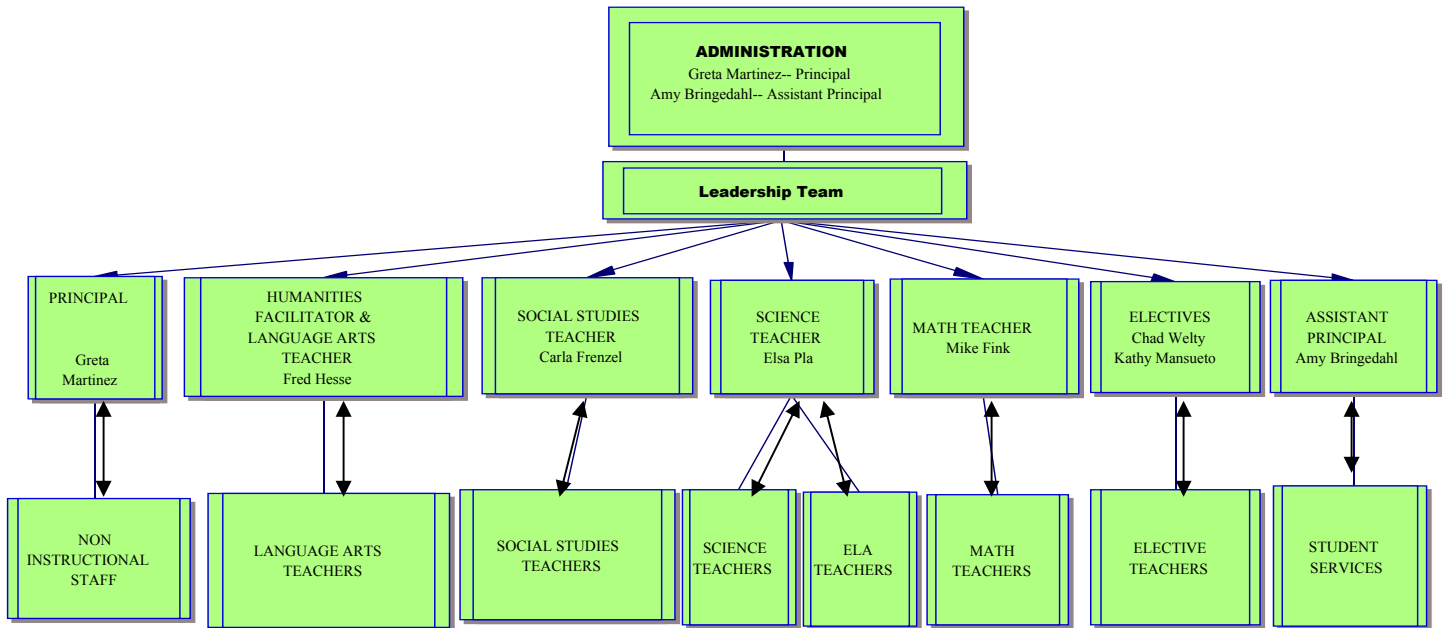 ADMINISTRATION
Greta Martinez-- Principal
Amy Bringedahl-- Assistant Principal
Leadership Team
PRINCIPAL
Greta
Martinez
HUMANITIES
FACILITATOR &
LANGUAGE ARTS
TEACHER
Fred Hesse
SOCIAL STUDIES
TEACHER
Carla Frenzel
SCIENCE
TEACHER
Elsa Pla
MATH TEACHER
Mike Fink
ELECTIVES
Chad Welty
Kathy Mansueto
ASSISTANT
PRINCIPAL
Amy Bringedahl
NON
INSTRUCTIONAL
STAFF
LANGUAGE ARTS
TEACHERS
SOCIAL STUDIES
TEACHERS
SCIENCE
TEACHERS
ELA
TEACHERS
MATH
TEACHERS
ELECTIVE
TEACHERS
STUDENT
SERVICES